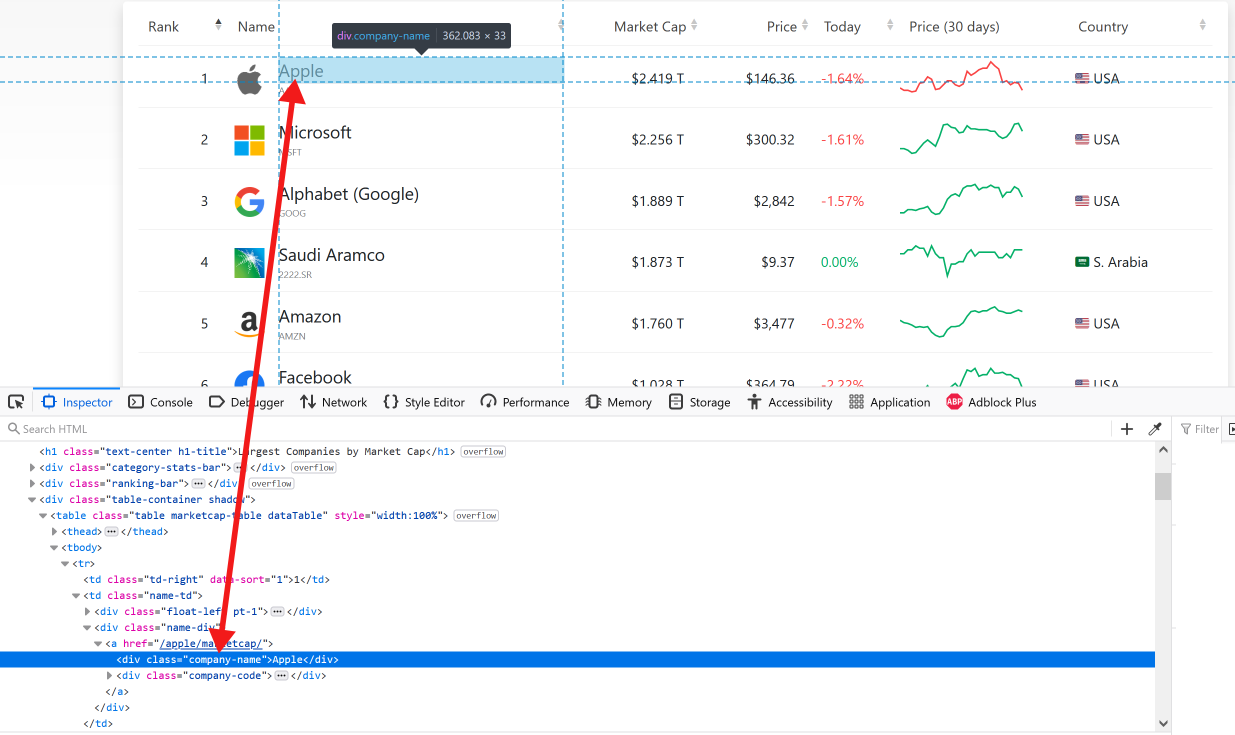 Rank Name Market Cap Price Today Price (30 days) Country
div.company-name 362.083 × 33
1 Apple $2.419 T $146.36 -1.64% USA
2 Microsoft $2.256 T $300.32 -1.61% USA
MSFT
3 Alphabet (Google) $1.889 T $2,842 -1.57% USA
GOOG
4 Saudi Aramco $1.873 T $9.37 0.00% S. Arabia
2222.SR
5 a Amazon $1.760 T $3,477 -0.32% USA
AMZN
6 Facebook $1.028 T $364.79 -2.22% USA
Inspector Console Debugger Network Style Editor Performance Memory Storage Accessibility Application ABP Adblock Plus
Search HTML + Filter
<h1 class="text-center h1-title">Largest Companies by Market Cap</h1> overflow
<div class="category-stats-bar">…</div> overflow
<div class="ranking-bar">…</div> overflow
<div class="table-container shadow">
<table class="table marketcap-table dataTable" style="width:100%"> overflow
<thead>…</thead>
<tbody>
<tr>
<td class="td-right" data-sort="1">1</td>
<td class="name-td">
<div class="float-left pt-1">…</div>
<div class="name-div">
<a href="/apple/marketcap/">
<div class="company-name">Apple</div>
<div class="company-code">…</div>
</a>
</div>
</td>